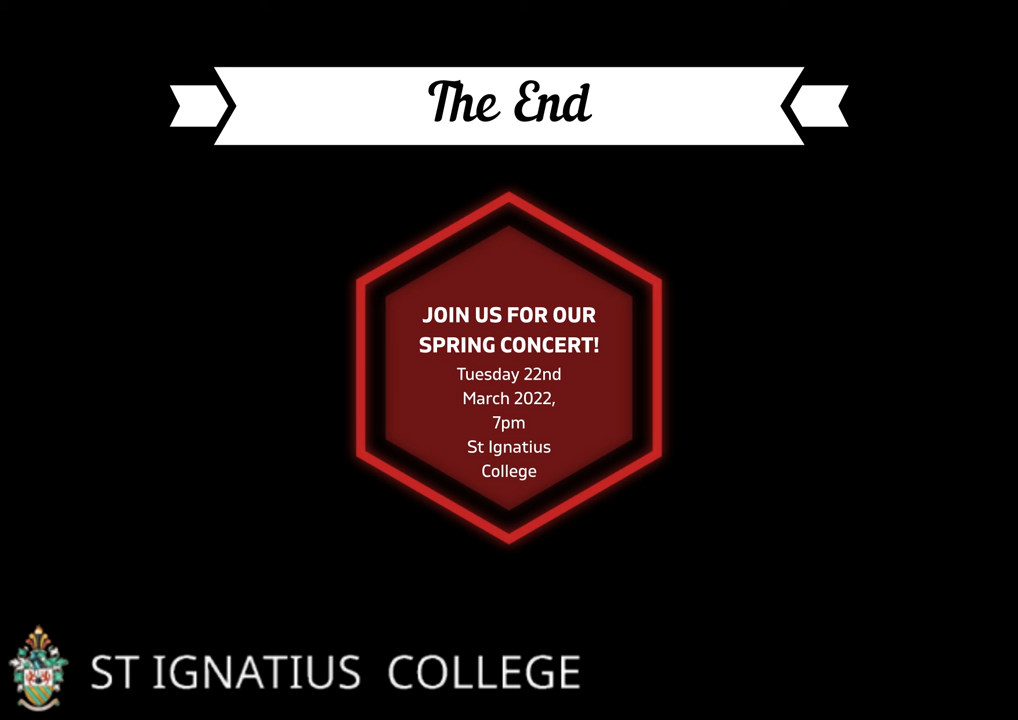 The End
JOIN US FOR OUR
SPRING CONCERT!
Tuesday 22nd
March 2022,
7pm
St Ignatius
College
ST IGNATIUS COLLEGE